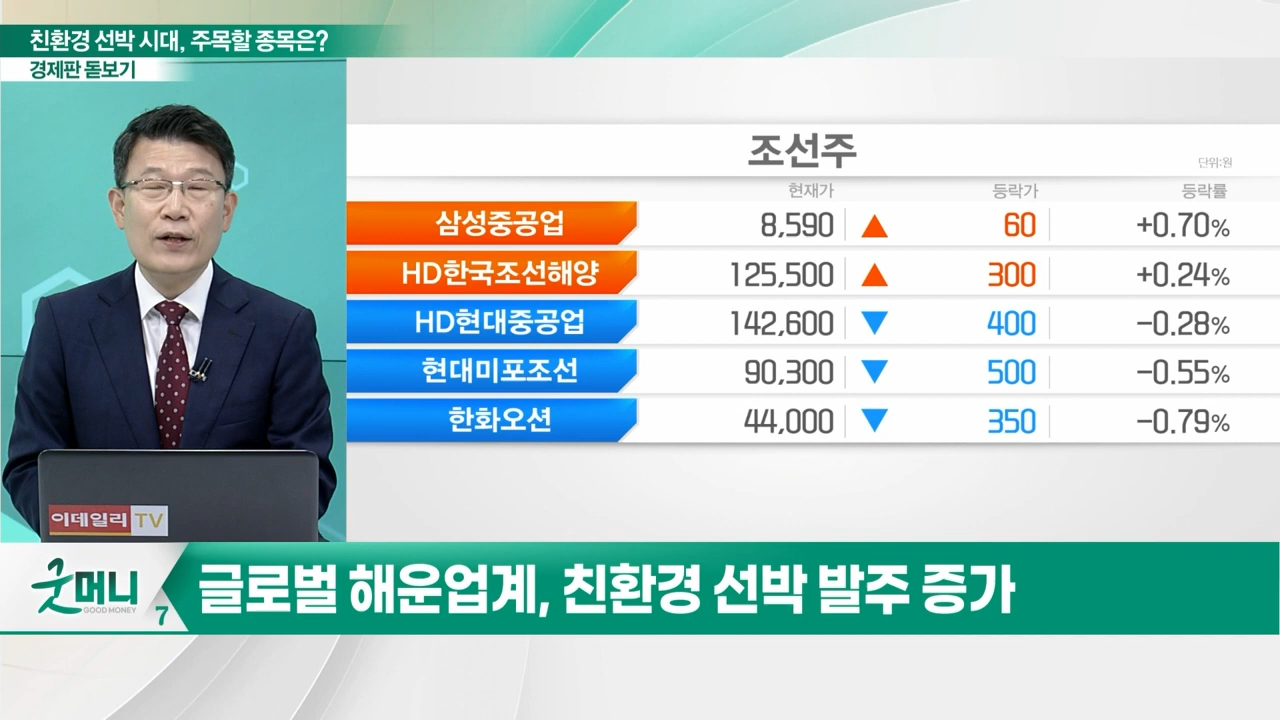 친환경 선박 시대, 주목할 종목은?
경제판 돋보기
조선주
단위:원
현재가 등락가 등락률
삼성중공업 8,590 ▲ 60 +0.70%
HD한국조선해양 125,500 ▲ 300 +0.24%
HD현대중공업 142,600 ▼ 400 -0.28%
현대미포조선 90,300 ▼ 500 -0.55%
한화오션 44,000 ▼ 350 -0.79%
이데일리TV
굿머니
GOOD MONEY
7
글로벌 해운업계, 친환경 선박 발주 증가